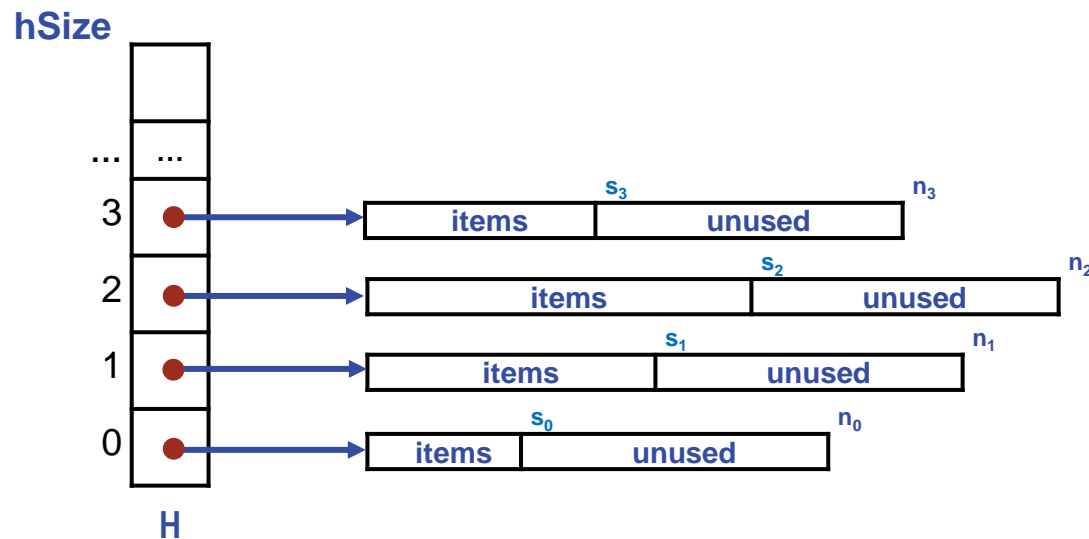 hSize
... ...
3 items s₃ unused n₃
2 items s₂ unused n₂
1 items s₁ unused n₁
0 items s₀ unused n₀
H